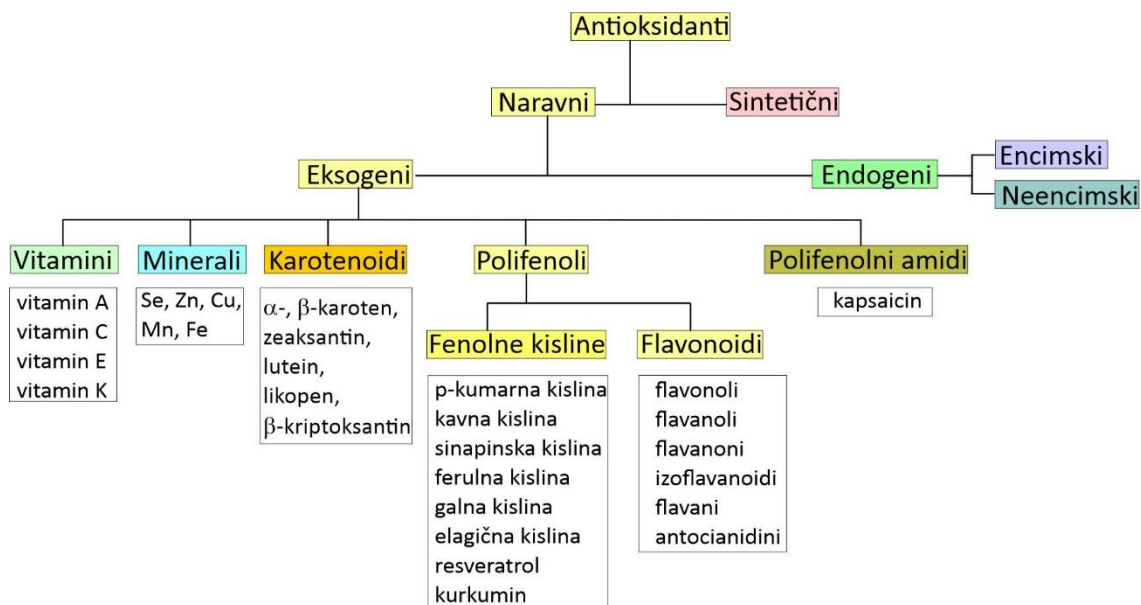 Antioksidanti
Naravni
Sintetični
Eksogeni
Endogeni
Encimski
Neencimski
Vitamini
Minerali
Karotenoidi
Polifenoli
Polifenolni amidi
vitamin A
vitamin C
vitamin E
vitamin K
Se, Zn, Cu,
Mn, Fe
α-, β-karoten,
zeaksantin,
lutein,
likopen,
β-kriptoksantin
kapsaicin
Fenolne kisline
Flavonoidi
p-kumarna kislina
kavna kislina
sinapinska kislina
ferulna kislina
galna kislina
elagična kislina
resveratrol
kurkumin
flavonoli
flavanoli
flavanoni
izoflavanoidi
flavani
antocianidini